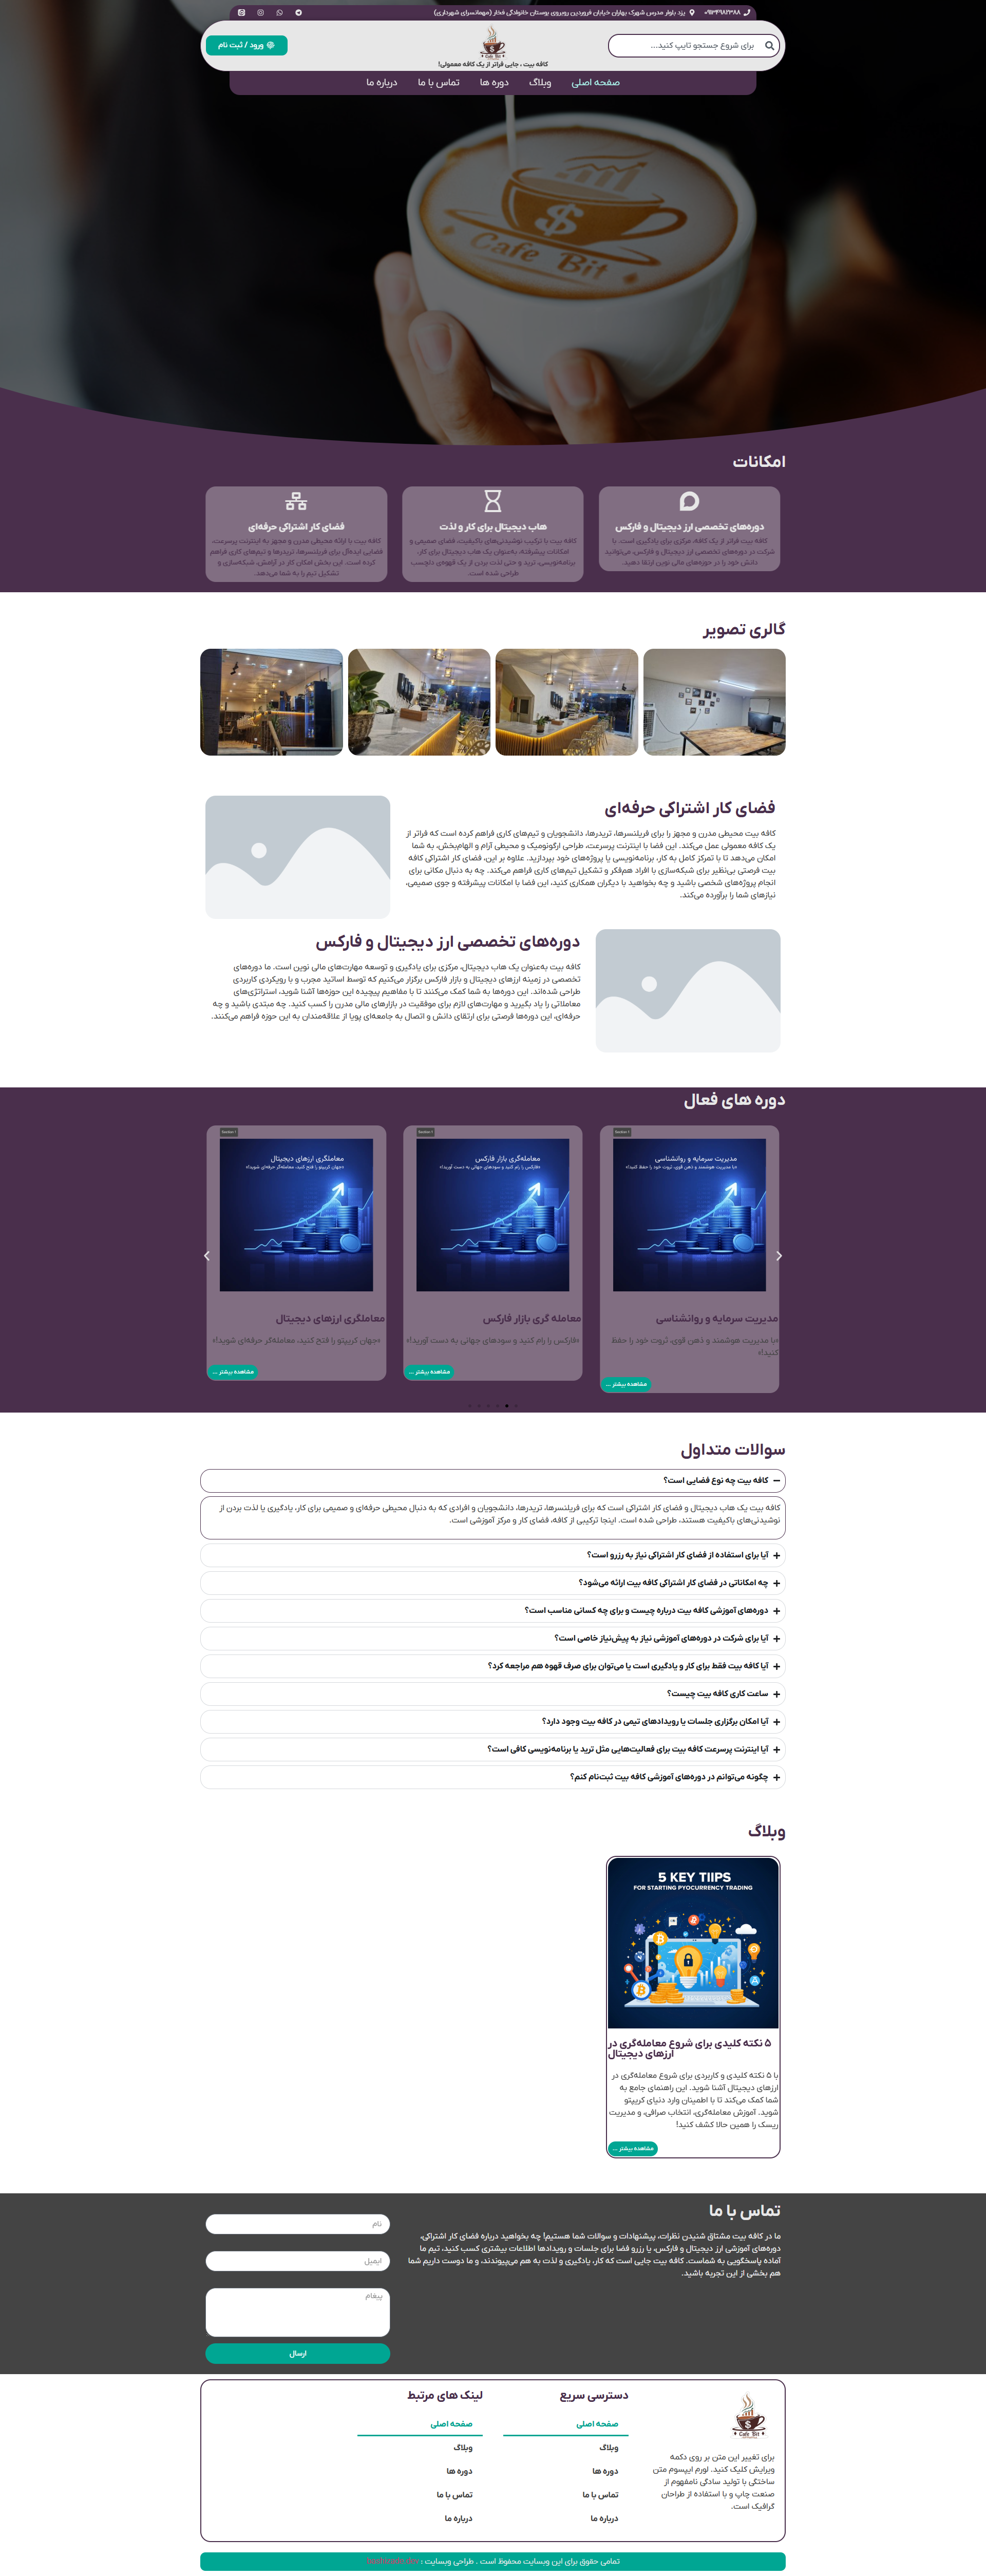 ۰۹۱۳۴۹۸۲۳۸۸
یزد بلوار مدرس شهرک بهاران خیابان فروردین روبروی بوستان خانوادگی فخار (مهمانسرای شهرداری)
برای شروع جستجو تایپ کنید...
Cafe Bit
کافه بیت ، جایی فراتر از یک کافه معمولی!
ورود / ثبت نام
صفحه اصلی
وبلاگ
دوره ها
تماس با ما
درباره ما
Cafe Bit
امکانات
دوره‌های تخصصی ارز دیجیتال و فارکس
کافه بیت فراتر از یک کافه، مرکزی برای یادگیری است. با
شرکت در دوره‌های تخصصی ارز دیجیتال و فارکس، می‌توانید
دانش خود را در حوزه‌های مالی نوین ارتقا دهید.
هاب دیجیتال برای کار و لذت
کافه بیت با ترکیب نوشیدنی‌های باکیفیت، فضای صمیمی و
امکانات پیشرفته، به‌عنوان یک هاب دیجیتال برای کار،
برنامه‌نویسی، ترید و حتی لذت بردن از یک قهوه‌ی دلچسب
طراحی شده است.
فضای کار اشتراکی حرفه‌ای
کافه بیت با ارائه محیطی مدرن و مجهز به اینترنت پرسرعت،
فضایی ایده‌آل برای فریلنسرها، تریدرها و تیم‌های کاری فراهم
کرده است. این بخش امکان کار در آرامش، شبکه‌سازی و
تشکیل تیم را به شما می‌دهد.
گالری تصویر
فضای کار اشتراکی حرفه‌ای
کافه بیت محیطی مدرن و مجهز را برای فریلنسرها، تریدرها، دانشجویان و تیم‌های کاری فراهم کرده است که فراتر از
یک کافه معمولی عمل می‌کند. این فضا با اینترنت پرسرعت، طراحی ارگونومیک و محیطی آرام و الهام‌بخش، به شما
امکان می‌دهد تا با تمرکز کامل به کار، برنامه‌نویسی یا پروژه‌های خود بپردازید. علاوه بر این، فضای کار اشتراکی کافه
بیت فرصتی بی‌نظیر برای شبکه‌سازی با افراد هم‌فکر و تشکیل تیم‌های کاری فراهم می‌کند. چه به دنبال مکانی برای
انجام پروژه‌های شخصی باشید و چه بخواهید با دیگران همکاری کنید، این فضا با امکانات پیشرفته و جوی صمیمی،
نیازهای شما را برآورده می‌کند.
دوره‌های تخصصی ارز دیجیتال و فارکس
کافه بیت به‌عنوان یک هاب دیجیتال، مرکزی برای یادگیری و توسعه مهارت‌های مالی نوین است. ما دوره‌های
تخصصی در زمینه ارزهای دیجیتال و بازار فارکس برگزار می‌کنیم که توسط اساتید مجرب و با رویکردی کاربردی
طراحی شده‌اند. این دوره‌ها به شما کمک می‌کنند تا با مفاهیم پیچیده این حوزه‌ها آشنا شوید، استراتژی‌های
معاملاتی را یاد بگیرید و مهارت‌های لازم برای موفقیت در بازارهای مالی مدرن را کسب کنید. چه مبتدی باشید و چه
حرفه‌ای، این دوره‌ها فرصتی برای ارتقای دانش و اتصال به جامعه‌ای پویا از علاقه‌مندان به این حوزه فراهم می‌کنند.
دوره های فعال
مدیریت سرمایه و روانشناسی
«با مدیریت هوشمند و ذهن قوی، ثروت خود را حفظ کنید!»
مدیریت سرمایه و روانشناسی
«با مدیریت هوشمند و ذهن قوی، ثروت خود را حفظ
کنید!»
مشاهده بیشتر ...
معامله‌گری بازار فارکس
«فارکس را رام کنید و سودهای جهانی به دست آورید!»
معامله گری بازار فارکس
«فارکس را رام کنید و سودهای جهانی به دست آورید!»
مشاهده بیشتر ...
معاملگری ارزهای دیجیتال
«جهان کریپتو را فتح کنید، معامله‌گر حرفه‌ای شوید!»
معاملگری ارزهای دیجیتال
«جهان کریپتو را فتح کنید، معامله‌گر حرفه‌ای شوید!»
مشاهده بیشتر ...
سوالات متداول
کافه بیت چه نوع فضایی است؟
کافه بیت یک هاب دیجیتال و فضای کار اشتراکی است که برای فریلنسرها، تریدرها، دانشجویان و افرادی که به دنبال محیطی حرفه‌ای و صمیمی برای کار، یادگیری یا لذت بردن از
نوشیدنی‌های باکیفیت هستند، طراحی شده است. اینجا ترکیبی از کافه، فضای کار و مرکز آموزشی است.
آیا برای استفاده از فضای کار اشتراکی نیاز به رزرو است؟
چه امکاناتی در فضای کار اشتراکی کافه بیت ارائه می‌شود؟
دوره‌های آموزشی کافه بیت درباره چیست و برای چه کسانی مناسب است؟
آیا برای شرکت در دوره‌های آموزشی نیاز به پیش‌نیاز خاصی است؟
آیا کافه بیت فقط برای کار و یادگیری است یا می‌توان برای صرف قهوه هم مراجعه کرد؟
ساعت کاری کافه بیت چیست؟
آیا امکان برگزاری جلسات یا رویدادهای تیمی در کافه بیت وجود دارد؟
آیا اینترنت پرسرعت کافه بیت برای فعالیت‌هایی مثل ترید یا برنامه‌نویسی کافی است؟
چگونه می‌توانم در دوره‌های آموزشی کافه بیت ثبت‌نام کنم؟
وبلاگ
5 KEY TIIPS
FOR STARTING PYOCURRENCY TRADING
۵ نکته کلیدی برای شروع معامله‌گری در
ارزهای دیجیتال
با ۵ نکته کلیدی و کاربردی برای شروع معامله‌گری در
ارزهای دیجیتال آشنا شوید. این راهنمای جامع به
شما کمک می‌کند تا با اطمینان وارد دنیای کریپتو
شوید. آموزش معامله‌گری، انتخاب صرافی، و مدیریت
ریسک را همین حالا کشف کنید!
مشاهده بیشتر ...
تماس با ما
ما در کافه بیت مشتاق شنیدن نظرات، پیشنهادات و سوالات شما هستیم! چه بخواهید درباره فضای کار اشتراکی،
دوره‌های آموزشی ارز دیجیتال و فارکس، یا رزرو فضا برای جلسات و رویدادها اطلاعات بیشتری کسب کنید، تیم ما
آماده پاسخگویی به شماست. کافه بیت جایی است که کار، یادگیری و لذت به هم می‌پیوندند، و ما دوست داریم شما
هم بخشی از این تجربه باشید.
نام
ایمیل
پیغام
ارسال
Cafe Bit
برای تغییر این متن بر روی دکمه
ویرایش کلیک کنید. لورم ایپسوم متن
ساختگی با تولید سادگی نامفهوم از
صنعت چاپ و با استفاده از طراحان
گرافیک است.
دسترسی سریع
صفحه اصلی
وبلاگ
دوره ها
تماس با ما
درباره ما
لینک های مرتبط
صفحه اصلی
وبلاگ
دوره ها
تماس با ما
درباره ما
تمامی حقوق برای این وبسایت محفوظ است . طراحی وبسایت :